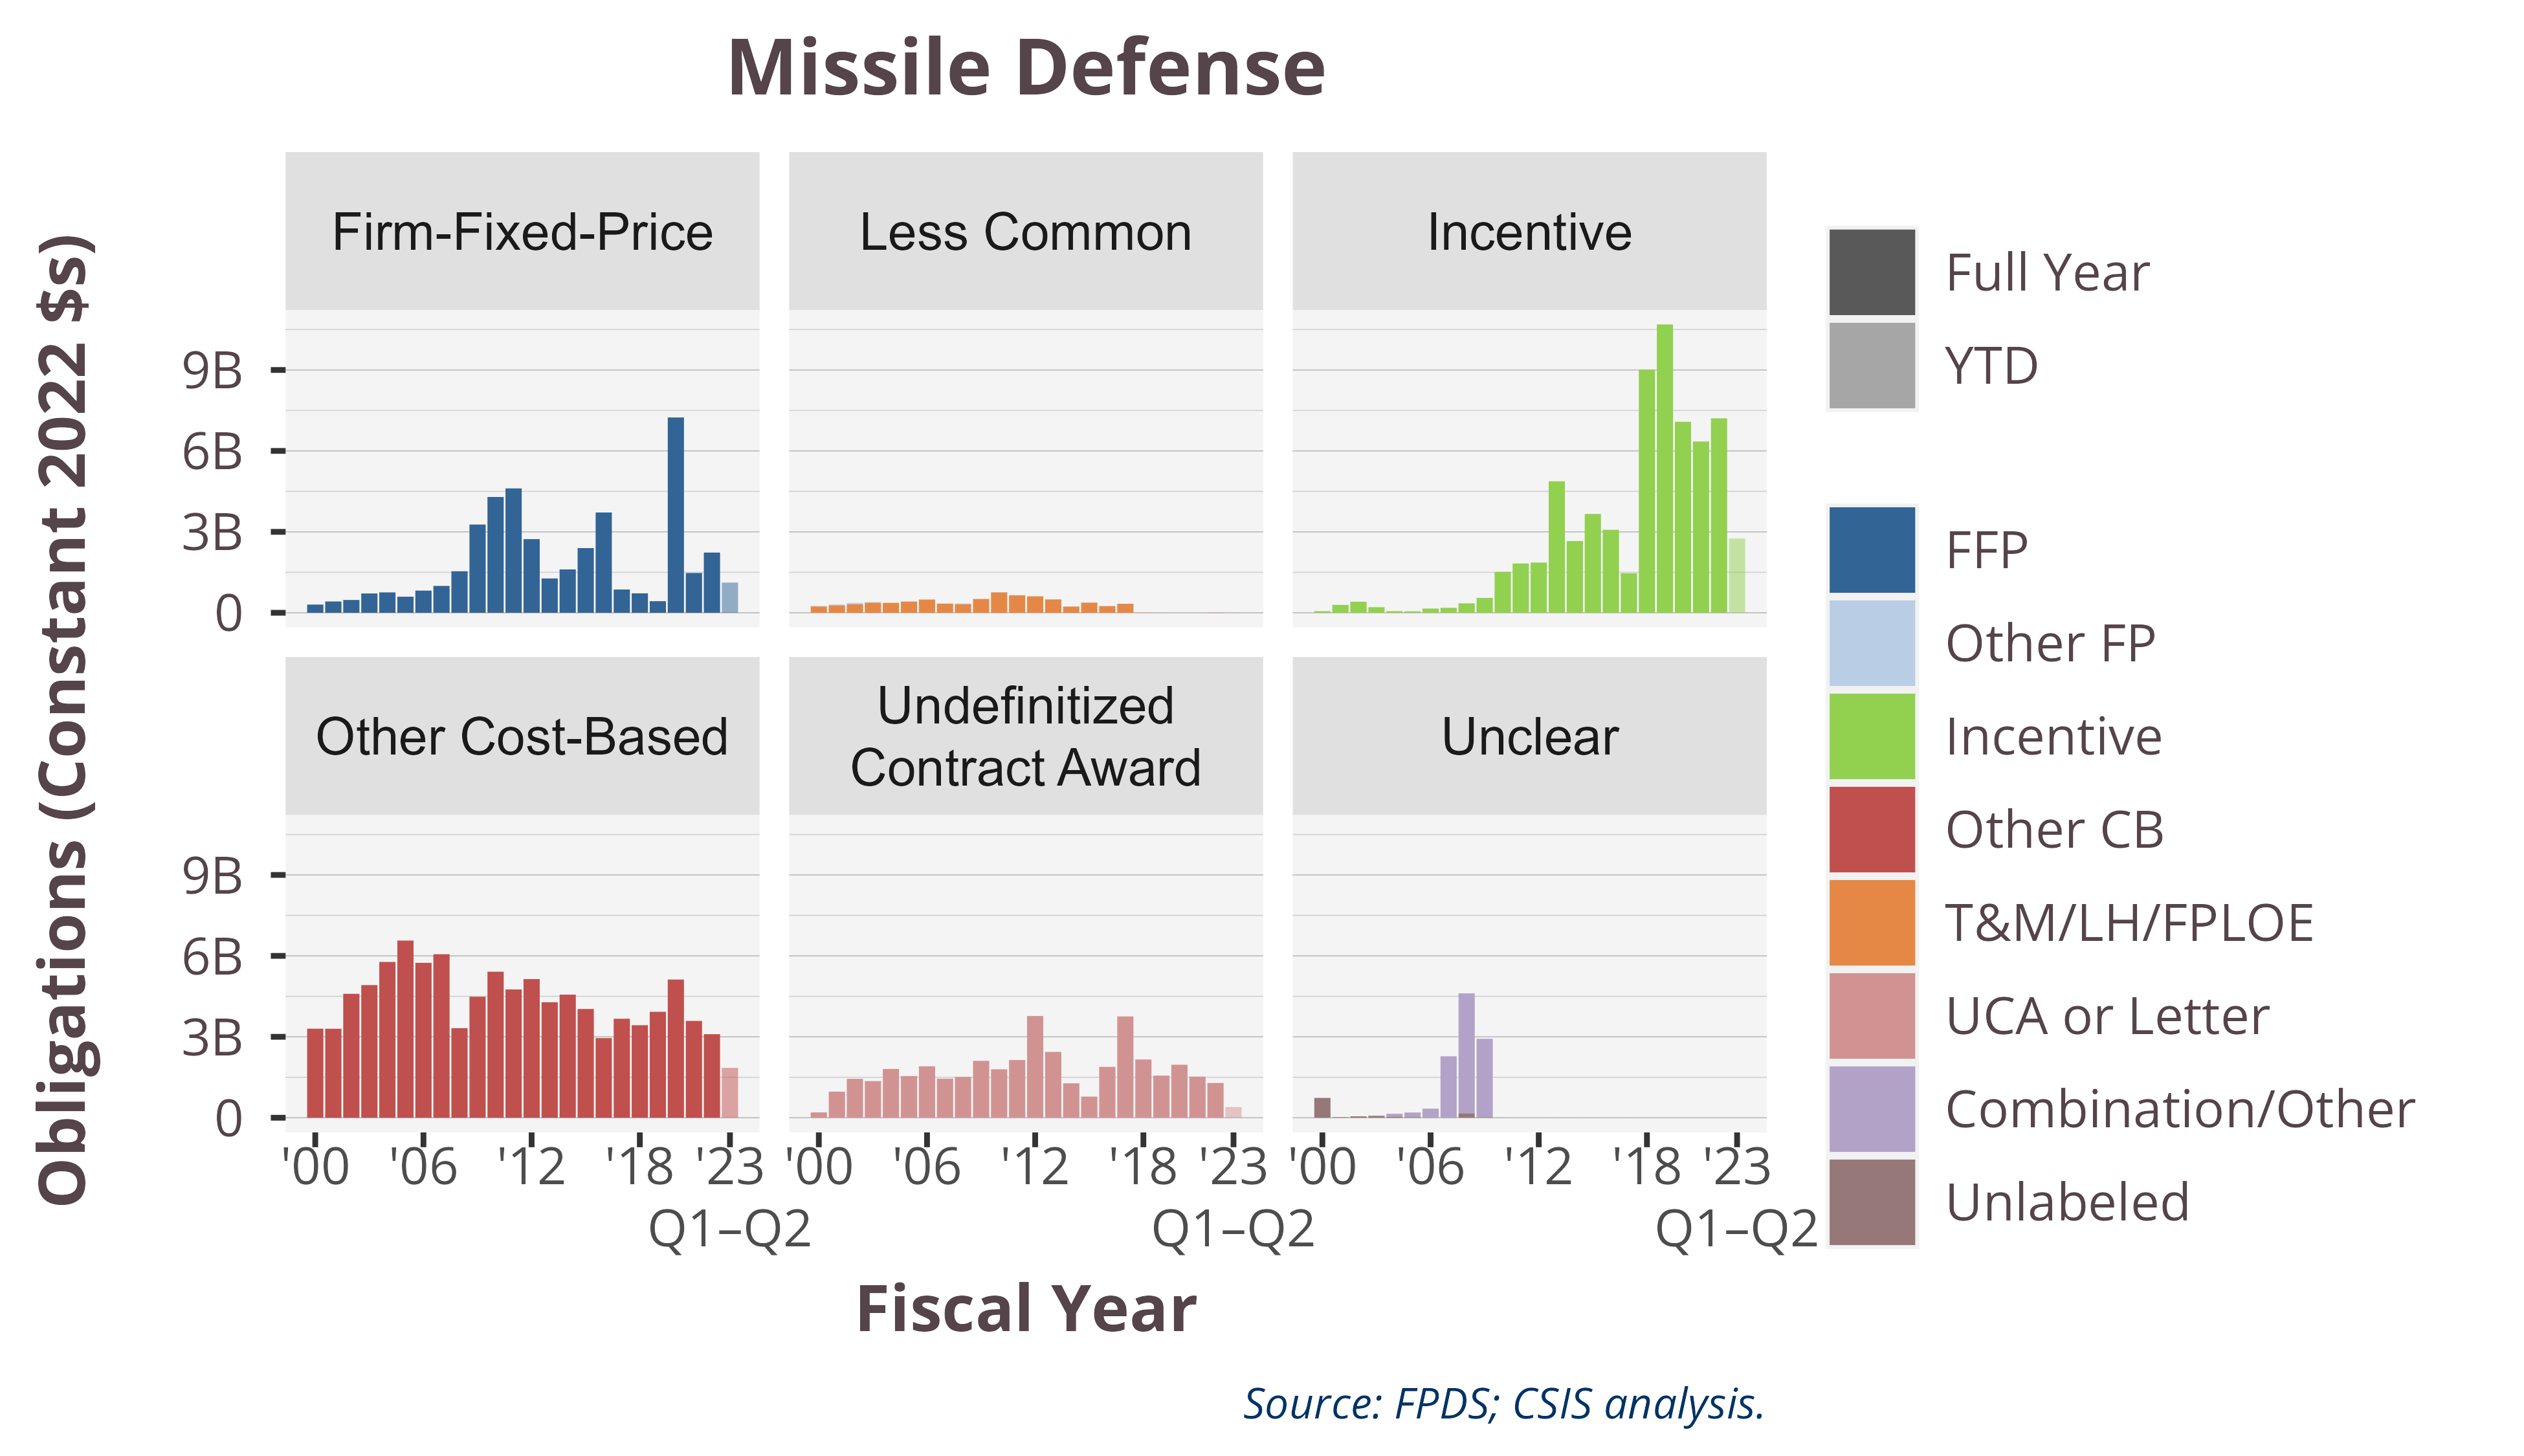 Missile Defense
Obligations (Constant 2022 $s)
Firm-Fixed-Price
Less Common
Incentive
9B
6B
3B
0
Other Cost-Based
Undefinitized
Contract Award
Unclear
9B
6B
3B
0
'00 '06 '12 '18 '23
Q1–Q2
'00 '06 '12 '18 '23
Q1–Q2
'00 '06 '12 '18 '23
Q1–Q2
Fiscal Year
Full Year
YTD
FFP
Other FP
Incentive
Other CB
T&M/LH/FPLOE
UCA or Letter
Combination/Other
Unlabeled
Source: FPDS; CSIS analysis.